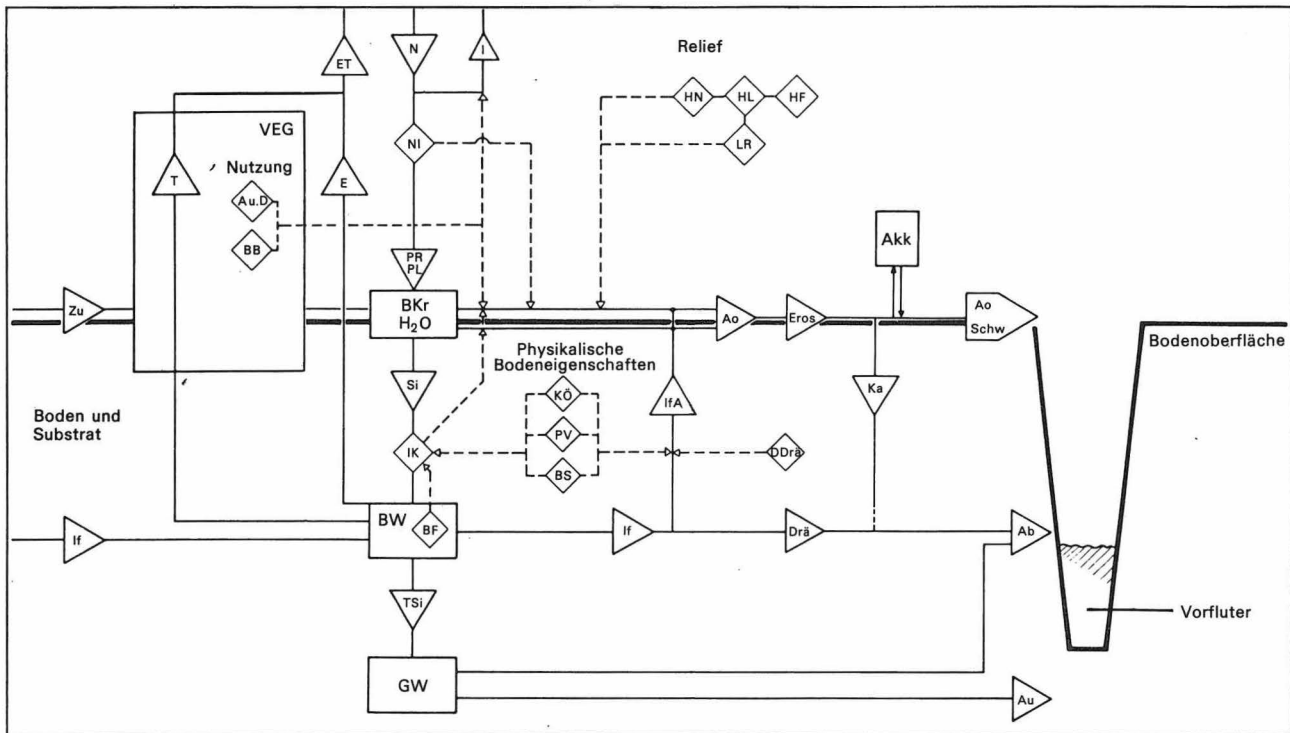 ET
N
I
Relief
HN
HL
HF
VEG
NI
LR
T
Nutzung
E
Au.D
BB
Akk
PR
PL
Zu
BKr
H₂O
Ao
Eros
Ao
Schw
Bodenoberfläche
Physikalische
Bodeneigenschaften
Si
KÖ
IfA
Ka
Boden und
Substrat
IK
PV
DDrä
BS
BW
BF
If
If
Drä
Ab
TSi
Vorfluter
GW
Au